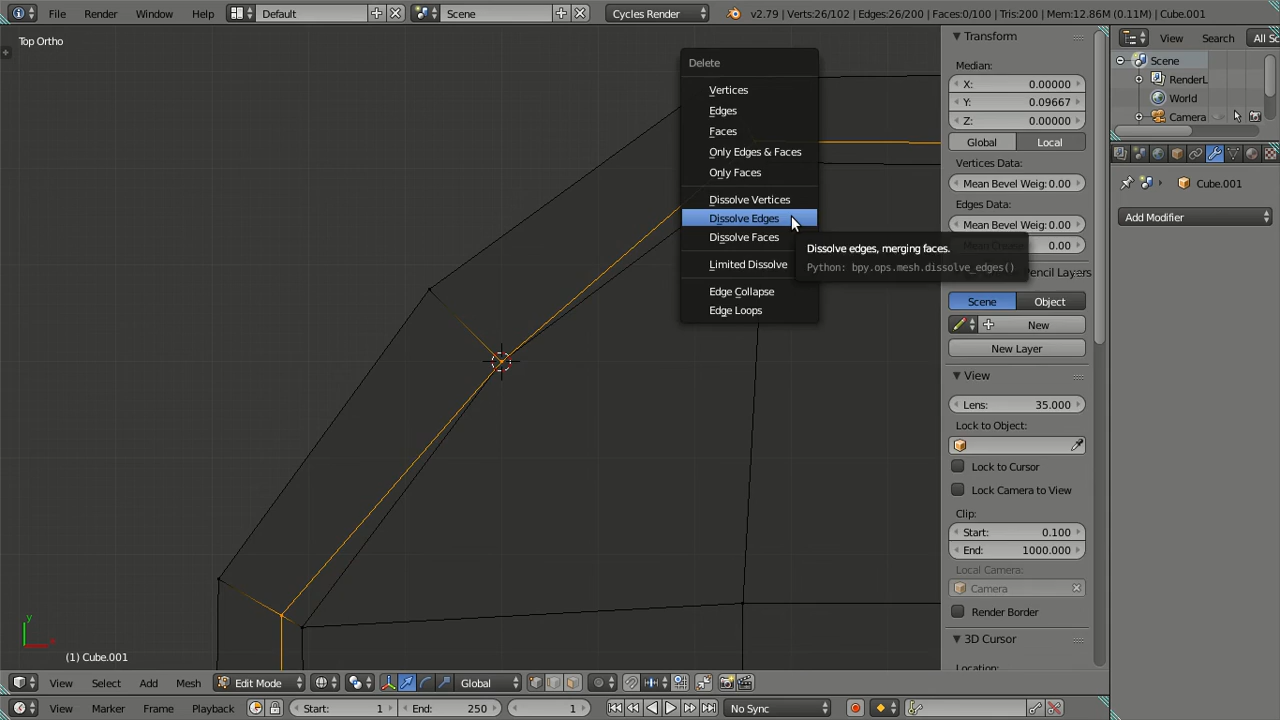 File Render Window Help Default Scene Cycles Render v2.79 | Verts:26/102 | Edges:26/200 | Faces:0/100 | Tris:200 | Mem:12.86M (0.11M) | Cube.001
Top Ortho
Delete
Vertices
Edges
Faces
Only Edges & Faces
Only Faces
Dissolve Vertices
Dissolve Edges
Dissolve Faces
Limited Dissolve
Edge Collapse
Edge Loops
Dissolve edges, merging faces.
Python: bpy.ops.mesh.dissolve_edges()
Transform
Median:
X: 0.00000
Y: 0.09667
Z: 0.00000
Global Local
Vertices Data:
Mean Bevel Weig: 0.00
Edges Data:
Mean Bevel Weig: 0.00
0.00
Pencil Layers
Scene Object
New
New Layer
View
Lens: 35.000
Lock to Object:
Lock to Cursor
Lock Camera to View
Clip:
Start: 0.100
End: 1000.000
Local Camera:
Camera
Render Border
3D Cursor
Location:
View Search All Sc
Scene
RenderL
World
Camera
Cube.001
Add Modifier
y
x
(1) Cube.001
View Select Add Mesh Edit Mode Global
View Marker Frame Playback Start: 1 End: 250 1 No Sync